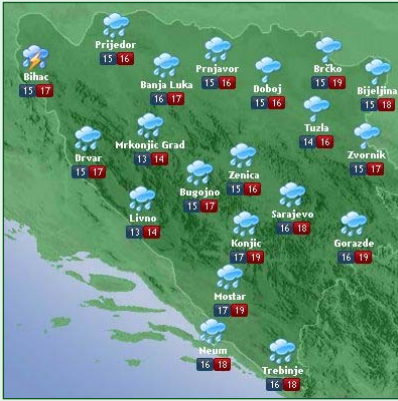 Prijedor
15 16
Bihac
15 17
Banja Luka
16 17
Prnjavor
15 16
Doboj
15 16
Brčko
15 19
Bijeljina
15 18
Tuzla
14 16
Zvornik
15 17
Mrkonjic Grad
13 14
Drvar
15 17
Zenica
15 16
Bugojno
15 17
Livno
13 14
Sarajevo
16 18
Konjic
17 19
Gorazde
16 19
Mostar
17 19
Neum
16 18
Trebinje
16 18